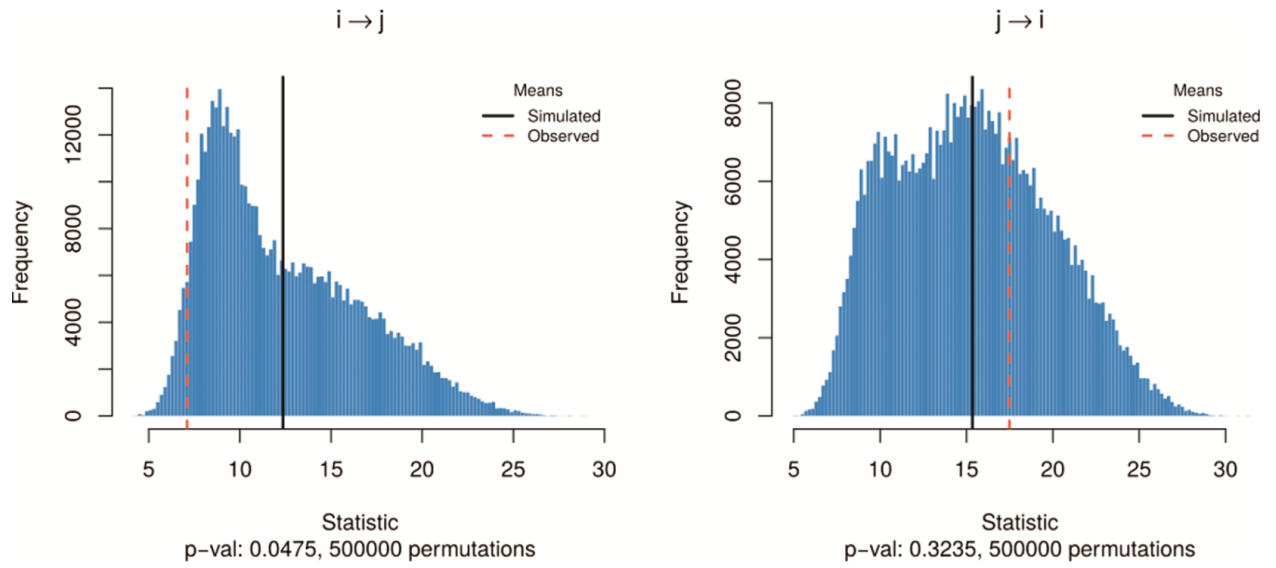 i → j
Frequency
0
4000
8000
12000
5
10
15
20
25
30
Means
Simulated
Observed
Statistic
p−val: 0.0475, 500000 permutations
j → i
Frequency
0
2000
4000
6000
8000
5
10
15
20
25
30
Means
Simulated
Observed
Statistic
p−val: 0.3235, 500000 permutations